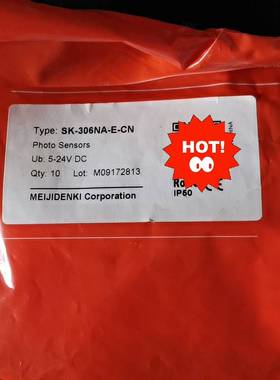 Type: SK-306NA-E-CN
Photo Sensors
Ub: 5-24V DC
Qty: 10 Lot: M09172813
MEIJIDENKI Corporation
HOT!
IP60